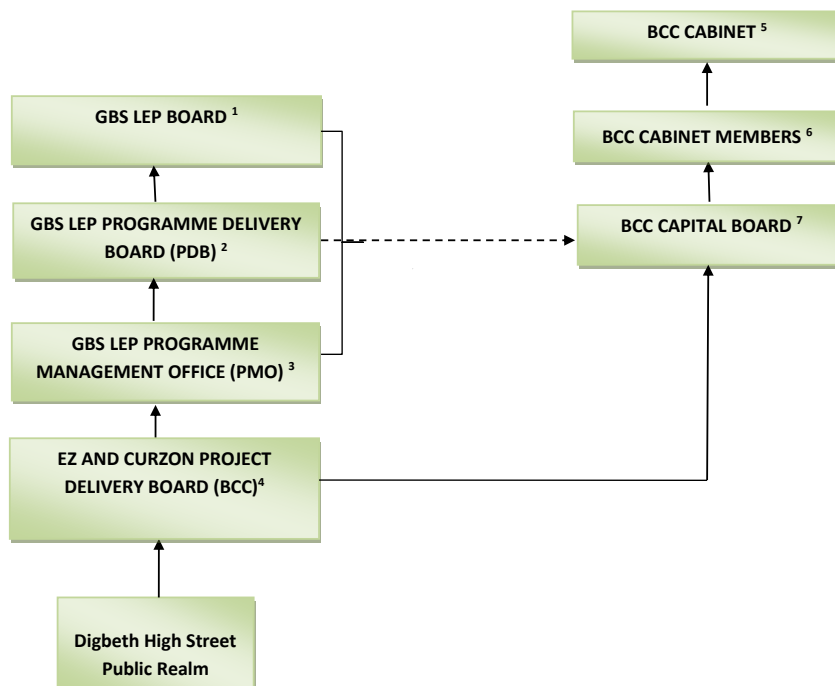 BCC CABINET 5
GBS LEP BOARD 1
BCC CABINET MEMBERS 6
GBS LEP PROGRAMME DELIVERY
BOARD (PDB) 2
BCC CAPITAL BOARD 7
GBS LEP PROGRAMME
MANAGEMENT OFFICE (PMO) 3
EZ AND CURZON PROJECT
DELIVERY BOARD (BCC)4
Digbeth High Street
Public Realm